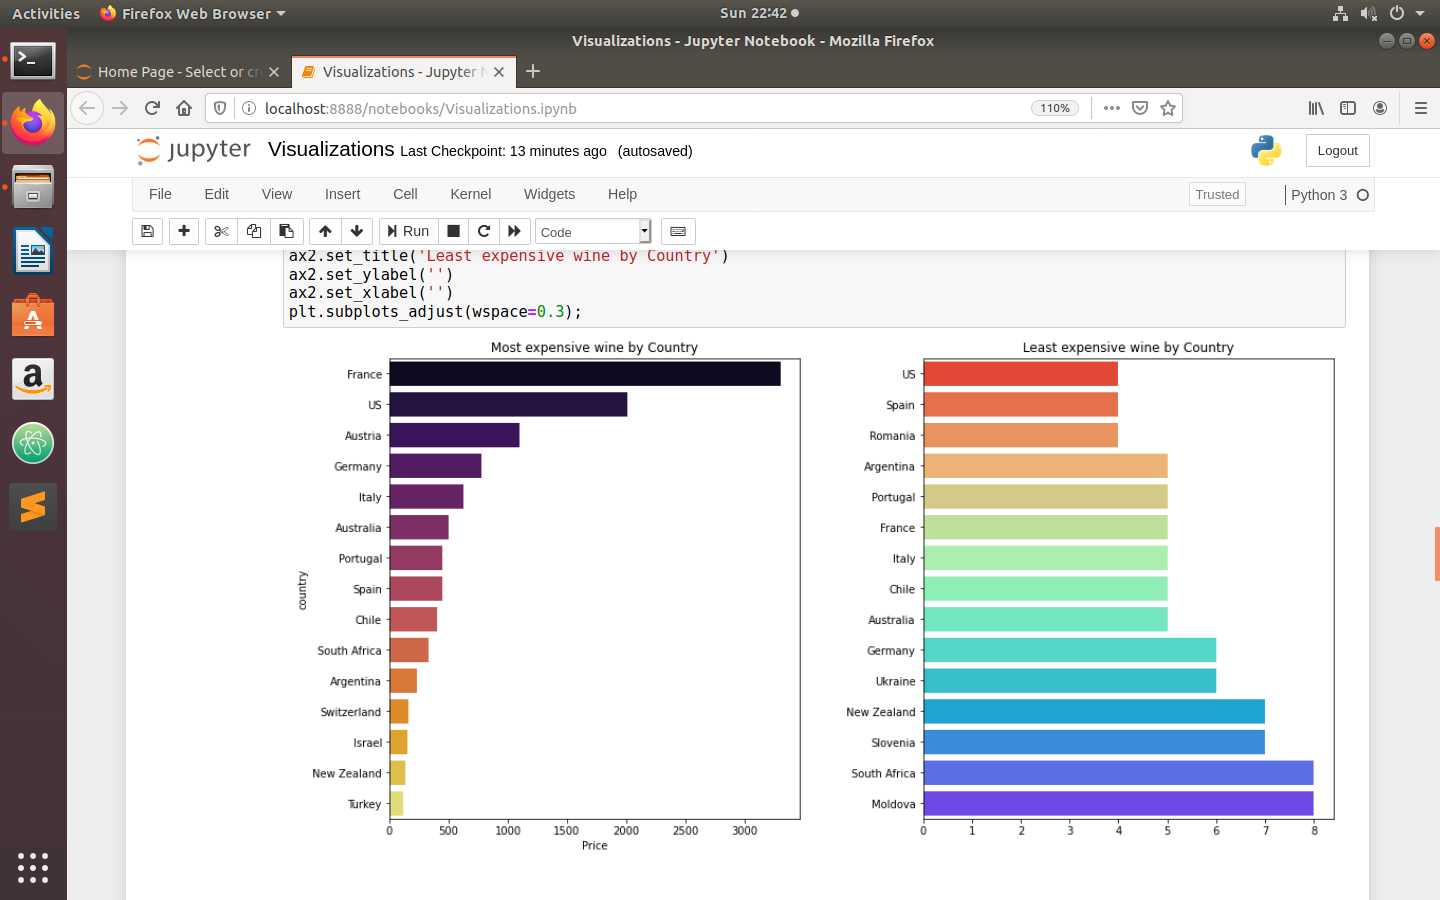 Activities
Firefox Web Browser
Sun 22:42
Visualizations - Jupyter Notebook - Mozilla Firefox
Home Page - Select or cr
Visualizations - Jupyter N
localhost:8888/notebooks/Visualizations.ipynb
110%
jupyter
Visualizations Last Checkpoint: 13 minutes ago (autosaved)
Logout
File
Edit
View
Insert
Cell
Kernel
Widgets
Help
Trusted
Python 3
Run
Code
ax2.set_title('Least expensive wine by Country')
ax2.set_ylabel('')
ax2.set_xlabel('')
plt.subplots_adjust(wspace=0.3);
Most expensive wine by Country
France
US
Austria
Germany
Italy
Australia
Portugal
Spain
Chile
South Africa
Argentina
Switzerland
Israel
New Zealand
Turkey
country
0 500 1000 1500 2000 2500 3000
Price
Least expensive wine by Country
US
Spain
Romania
Argentina
Portugal
France
Italy
Chile
Australia
Germany
Ukraine
New Zealand
Slovenia
South Africa
Moldova
0 1 2 3 4 5 6 7 8